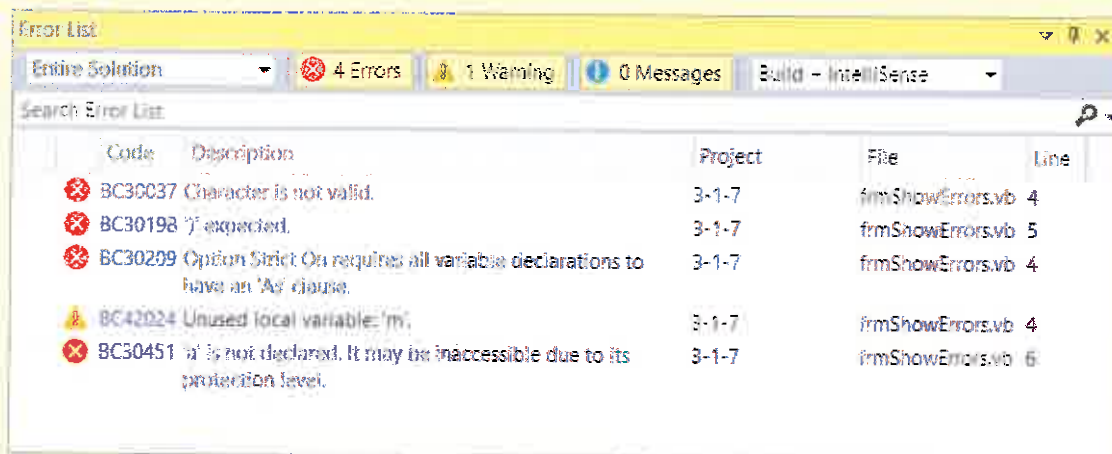 Error List
Entire Solution 4 Errors 1 Warning 0 Messages Build + IntelliSense
Search Error List
Code Description Project File Line
BC30037 Character is not valid. 3-1-7 frmShowErrors.vb 4
BC30198 ')' expected. 3-1-7 frmShowErrors.vb 5
BC30209 Option Strict On requires all variable declarations to 3-1-7 frmShowErrors.vb 4
have an 'As' clause.
BC42024 Unused local variable: 'm'. 3-1-7 frmShowErrors.vb 4
BC30451 is not declared. It may be inaccessible due to its 3-1-7 frmShowErrors.vb 6
protection level.